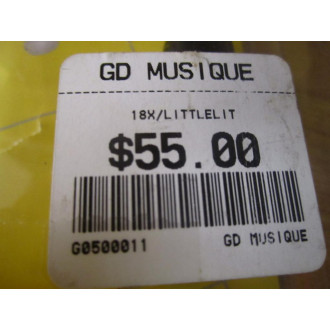 GD MUSIQUE
18X/LITTLELIT
$55.00
G0500011 GD MUSIQUE